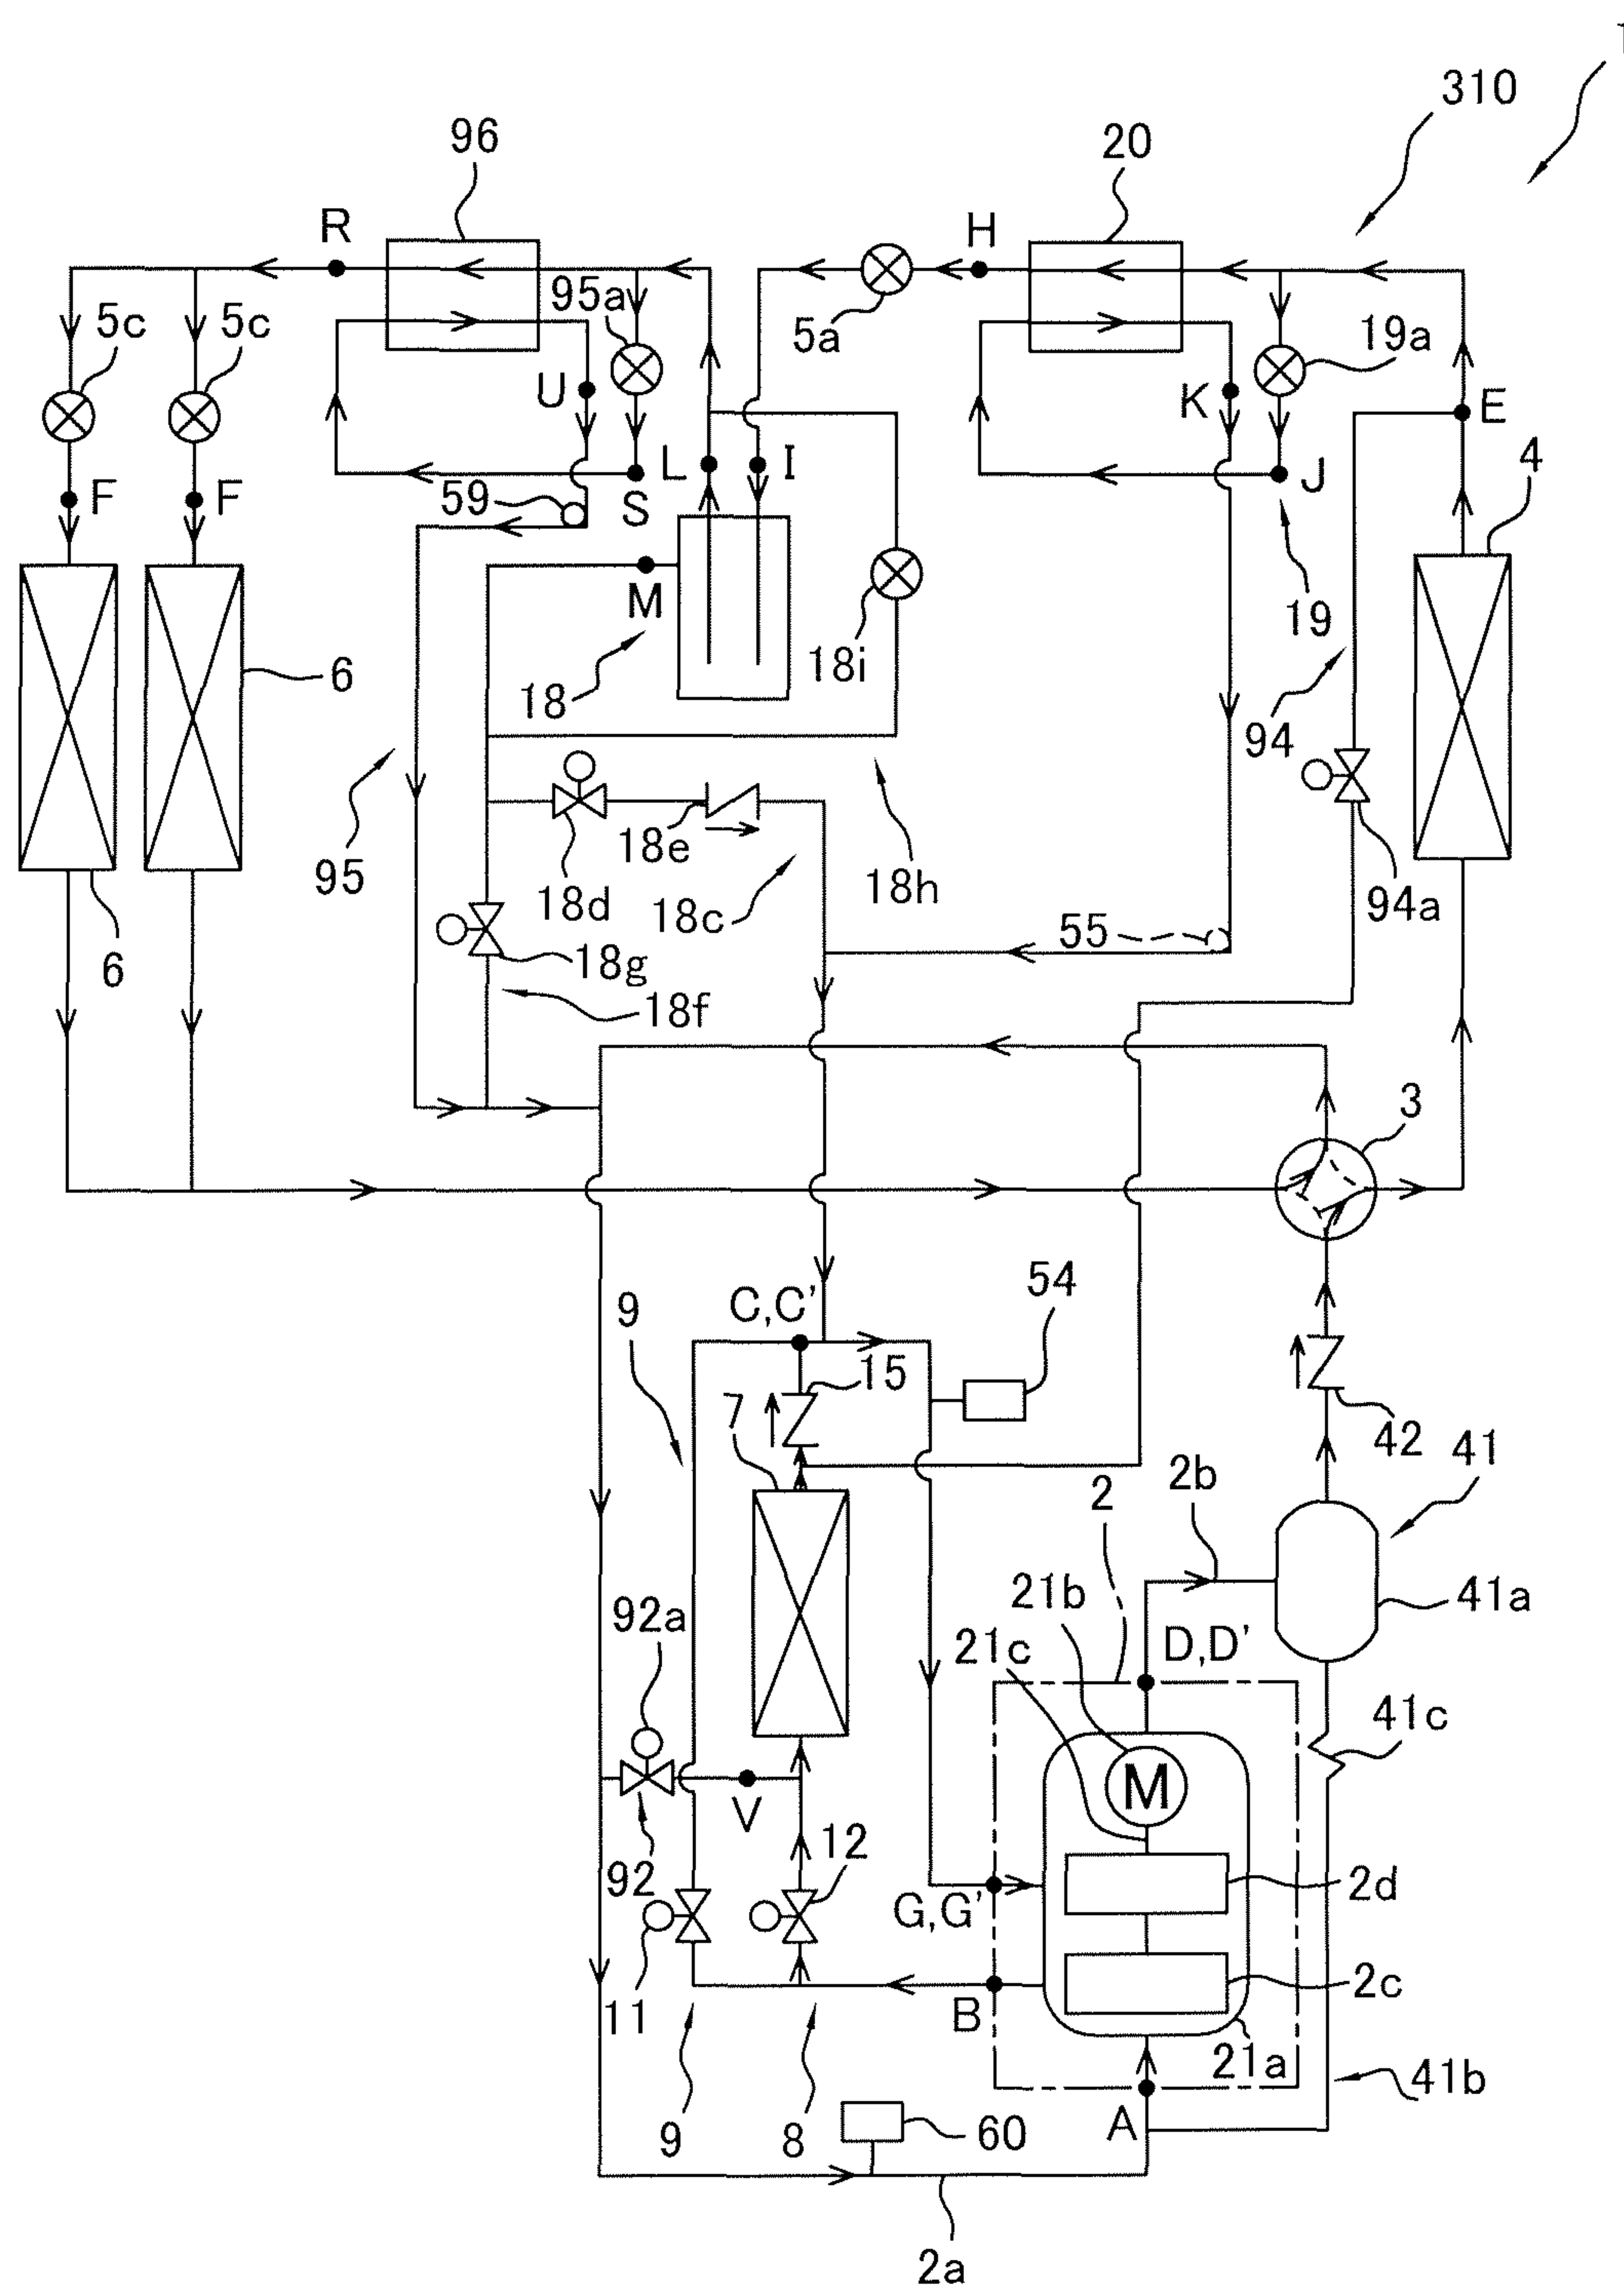 1
310
96
20
R
H
95a
5c
5c
5a
19a
U
K
E
L
I
J
4
59
S
F
F
M
19
18
18i
6
94
95
18e
18h
18d
18c
94a
55
6
18g
18f
3
C,C'
54
9
15
7
42
41
2b
2
21b
41a
92a
21c
D,D'
41c
M
V
12
92
2d
G,G'
2c
11
B
21a
41b
A
9
8
60
2a